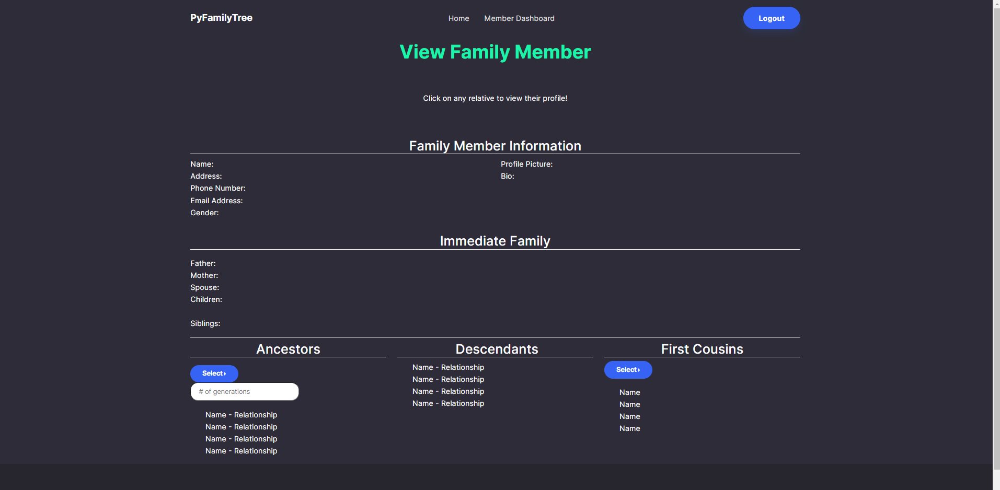 PyFamilyTree
Home
Member Dashboard
Logout
View Family Member
Click on any relative to view their profile!
Family Member Information
Name:
Address:
Phone Number:
Email Address:
Gender:
Profile Picture:
Bio:
Immediate Family
Father:
Mother:
Spouse:
Children:
Siblings:
Ancestors
Select
# of generations
Name - Relationship
Name - Relationship
Name - Relationship
Name - Relationship
Descendants
Name - Relationship
Name - Relationship
Name - Relationship
Name - Relationship
First Cousins
Select
Name
Name
Name
Name